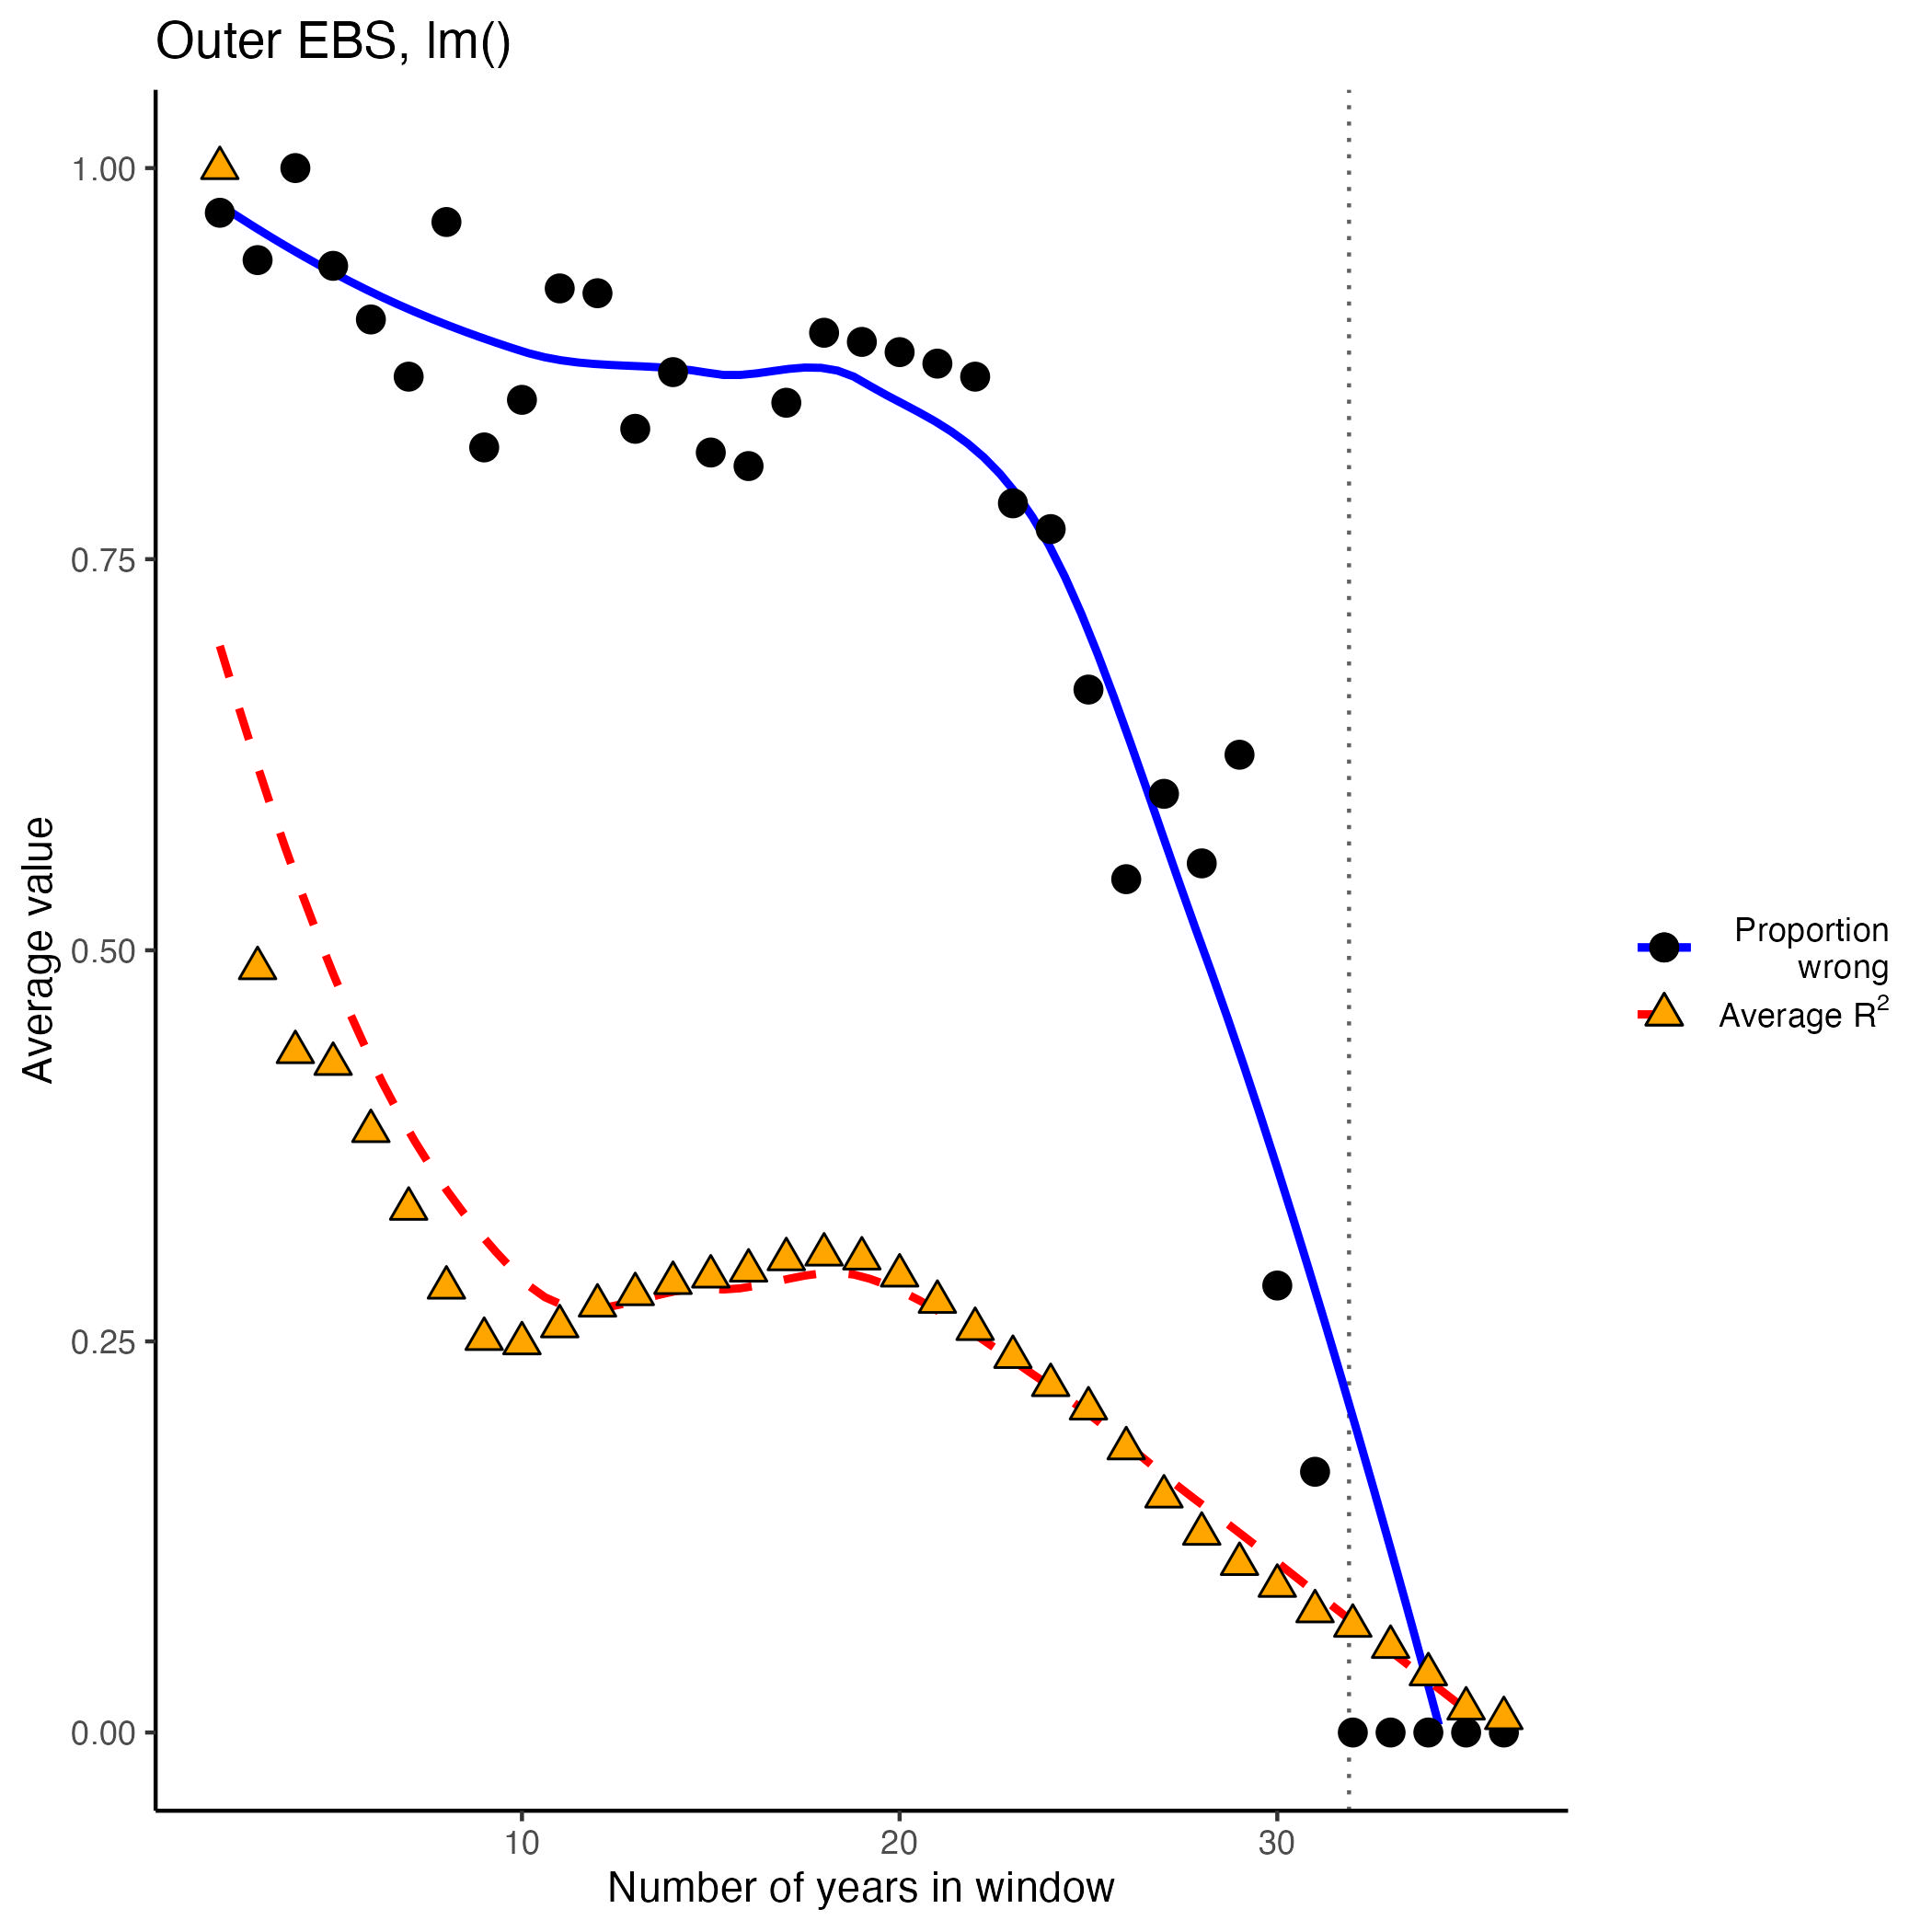 Outer EBS, lm()
1.00
0.75
0.50
0.25
0.00
Average value
10
20
30
Number of years in window
Proportion
wrong
Average R²